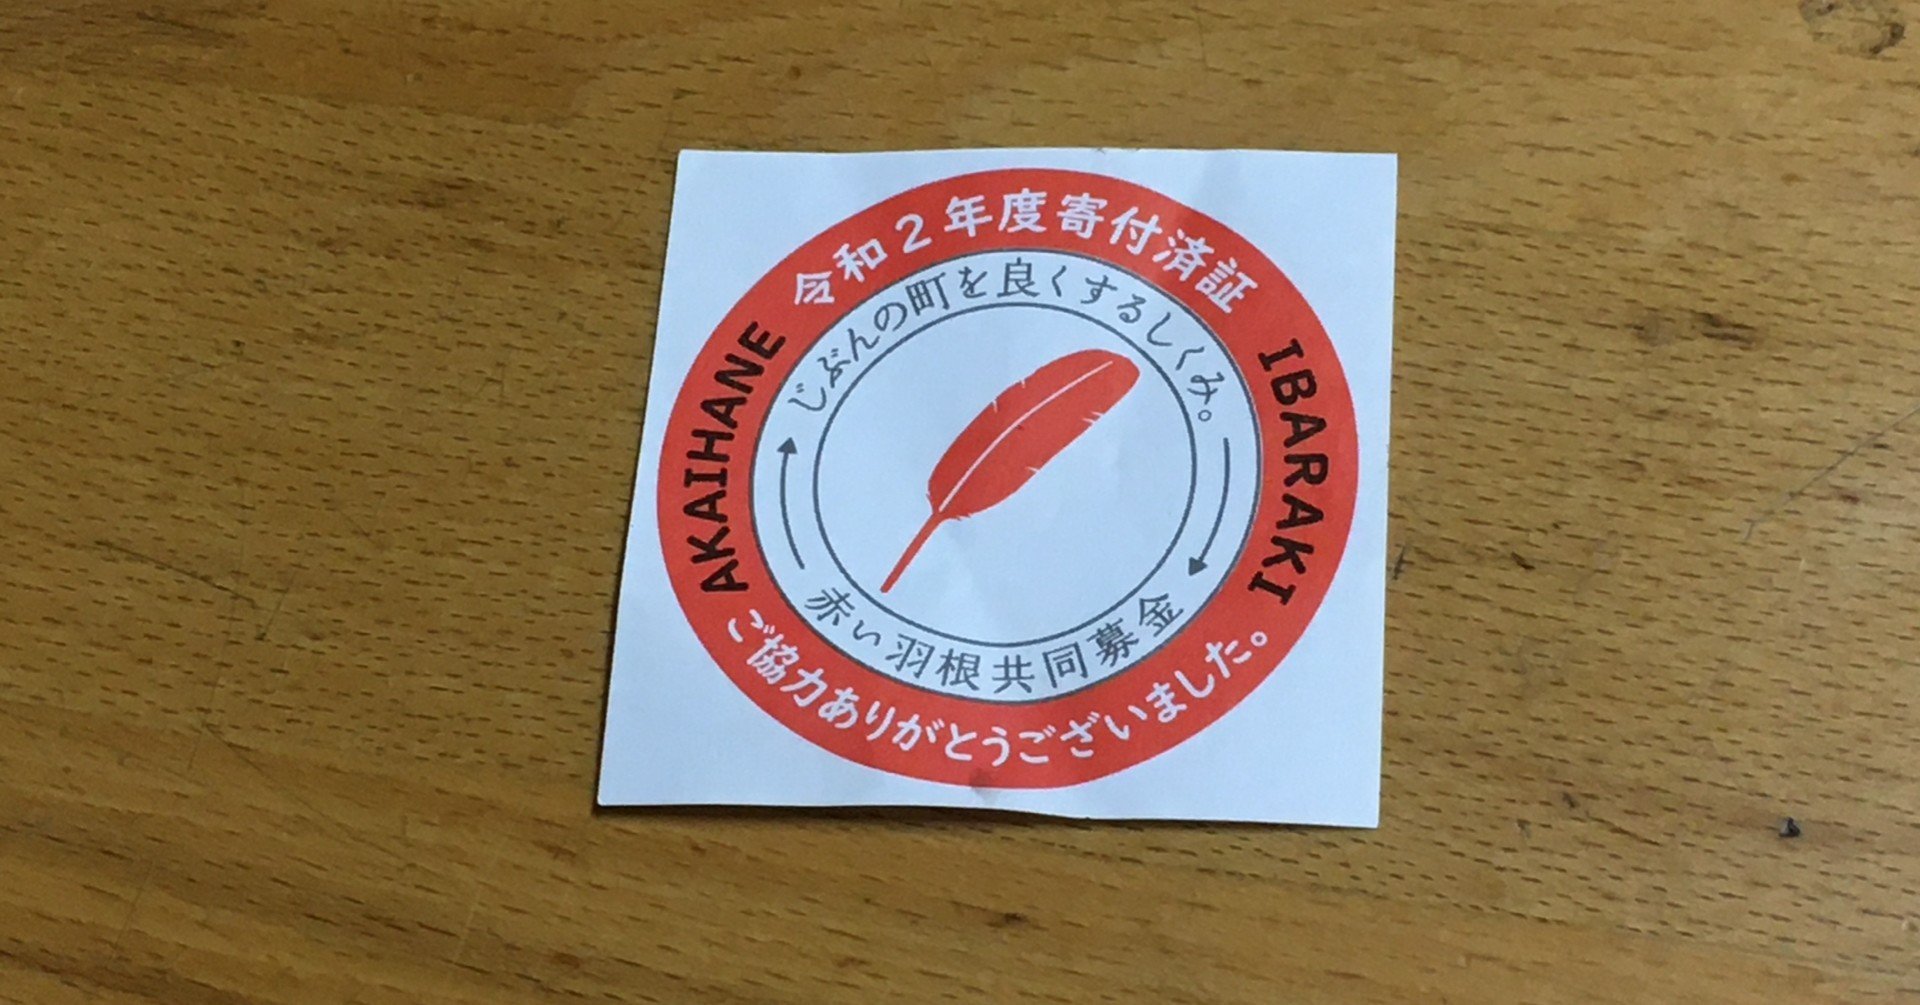 令和2年度寄付済証
AKAIHANE
IBARAKI
じぶんの町を良くするしくみ。
赤い羽根共同募金
ご協力ありがとうございました。